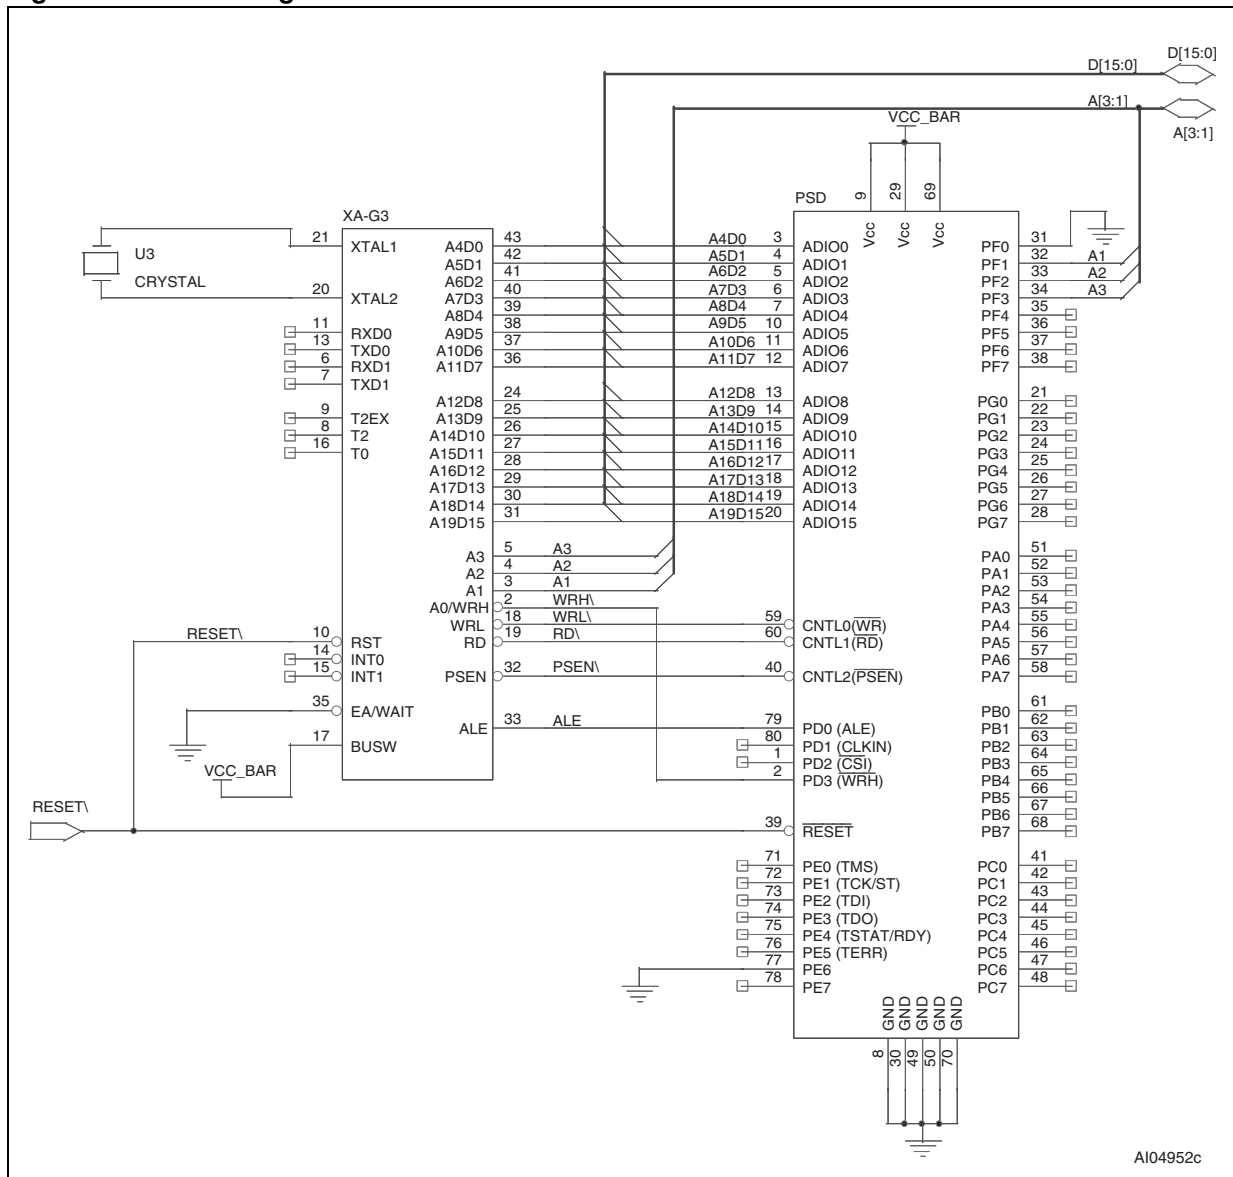 D[15:0]
D[15:0]
A[3:1]
A[3:1]
VCC_BAR
PSD
9
29
69
Vcc
Vcc
Vcc
XA-G3
U3
CRYSTAL
21 XTAL1
20 XTAL2
11 RXD0
13 TXD0
6 RXD1
7 TXD1
9 T2EX
8 T2
16 T0
RESET\ 10 RST
14 INT0
15 INT1
35 EA/WAIT
17 BUSW
VCC_BAR
RESET\
A4D0 43
A5D1 42
A6D2 41
A7D3 40
A8D4 39
A9D5 38
A10D6 37
A11D7 36
A12D8 24
A13D9 25
A14D10 26
A15D11 27
A16D12 28
A17D13 29
A18D14 30
A19D15 31
A3 5 A3
A2 4 A2
A1 3 A1
A0/WRH 2 WRH\
WRL 18 WRL\
RD 19 RD\
PSEN 32 PSEN\
ALE 33 ALE
A4D0 3 ADIO0
A5D1 4 ADIO1
A6D2 5 ADIO2
A7D3 6 ADIO3
A8D4 7 ADIO4
A9D5 10 ADIO5
A10D6 11 ADIO6
A11D7 12 ADIO7
A12D8 13 ADIO8
A13D9 14 ADIO9
A14D10 15 ADIO10
A15D11 16 ADIO11
A16D12 17 ADIO12
A17D13 18 ADIO13
A18D14 19 ADIO14
A19D15 20 ADIO15
59 CNTL0(WR)
60 CNTL1(RD)
40 CNTL2(PSEN)
79 PD0 (ALE)
80 PD1 (CLKIN)
1 PD2 (CSI)
2 PD3 (WRH)
39 RESET
71 PE0 (TMS)
72 PE1 (TCK/ST)
73 PE2 (TDI)
74 PE3 (TDO)
75 PE4 (TSTAT/RDY)
76 PE5 (TERR)
77 PE6
78 PE7
PF0 31
PF1 32 A1
PF2 33 A2
PF3 34 A3
PF4 35
PF5 36
PF6 37
PF7 38
PG0 21
PG1 22
PG2 23
PG3 24
PG4 25
PG5 26
PG6 27
PG7 28
PA0 51
PA1 52
PA2 53
PA3 54
PA4 55
PA5 56
PA6 57
PA7 58
PB0 61
PB1 62
PB2 63
PB3 64
PB4 65
PB5 66
PB6 67
PB7 68
PC0 41
PC1 42
PC2 43
PC3 44
PC4 45
PC5 46
PC6 47
PC7 48
GND
GND
GND
GND
GND
8
30
49
50
70
AI04952c